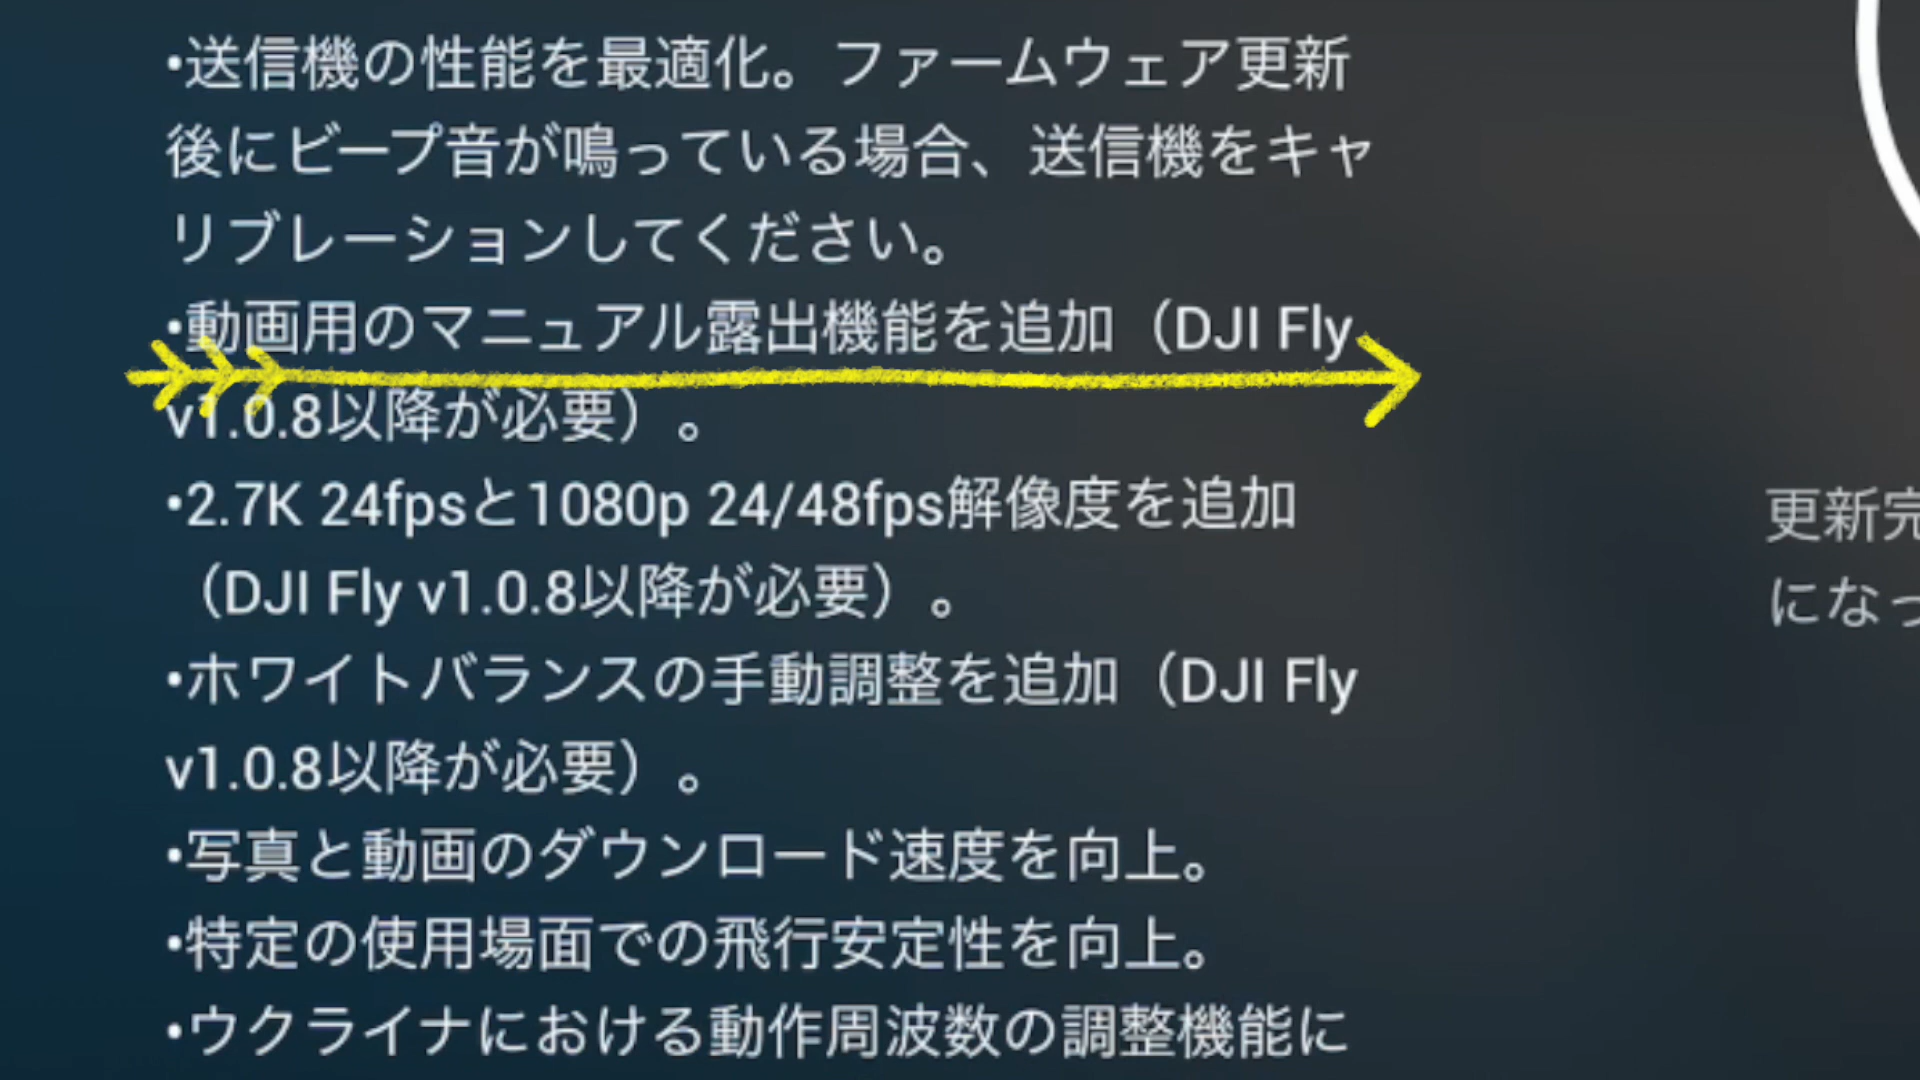 •送信機の性能を最適化。ファームウェア更新
後にビープ音が鳴っている場合、送信機をキャ
リブレーションしてください。
•動画用のマニュアル露出機能を追加（DJI Fly
v1.0.8以降が必要）。
•2.7K 24fpsと1080p 24/48fps解像度を追加
（DJI Fly v1.0.8以降が必要）。
•ホワイトバランスの手動調整を追加（DJI Fly
v1.0.8以降が必要）。
•写真と動画のダウンロード速度を向上。
•特定の使用場面での飛行安定性を向上。
•ウクライナにおける動作周波数の調整機能に
更新完
になっ